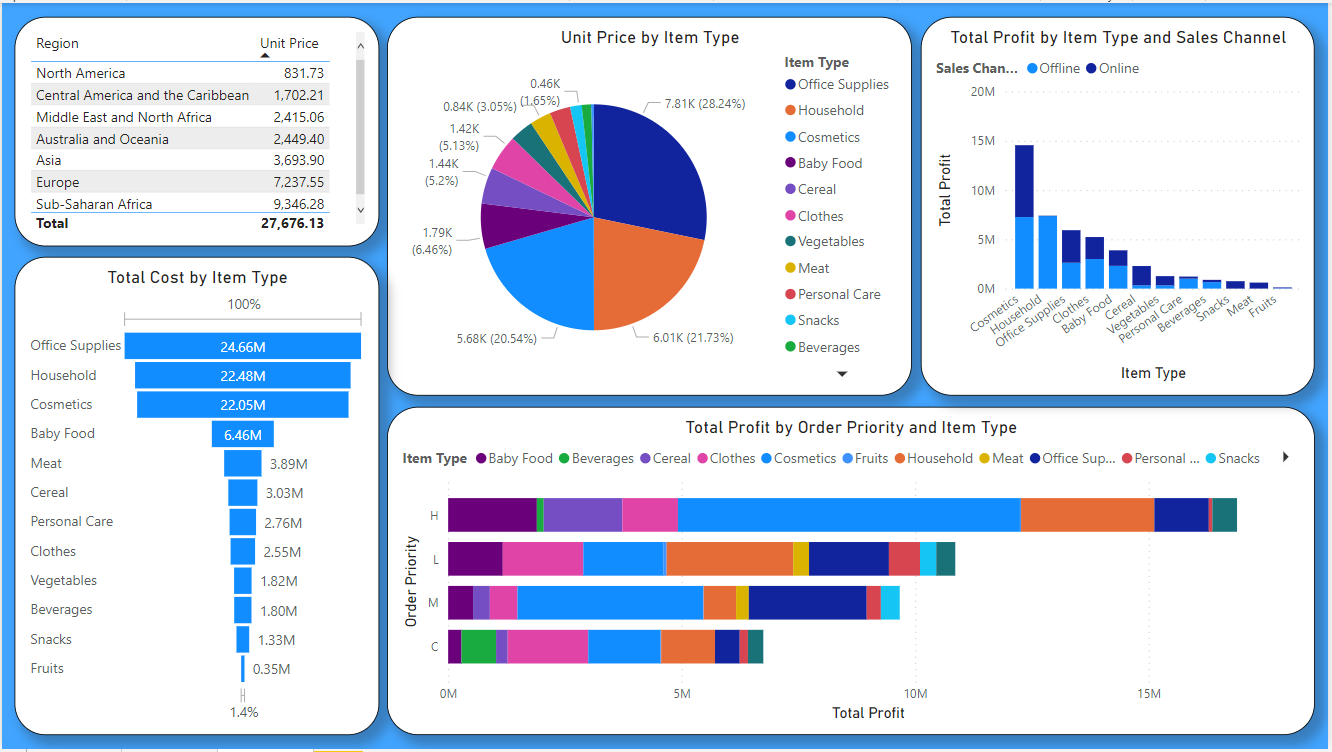 Region Unit Price
North America 831.73
Central America and the Caribbean 1,702.21
Middle East and North Africa 2,415.06
Australia and Oceania 2,449.40
Asia 3,693.90
Europe 7,237.55
Sub-Saharan Africa 9,346.28
Total 27,676.13
Total Cost by Item Type
100%
Office Supplies 24.66M
Household 22.48M
Cosmetics 22.05M
Baby Food 6.46M
Meat 3.89M
Cereal 3.03M
Personal Care 2.76M
Clothes 2.55M
Vegetables 1.82M
Beverages 1.80M
Snacks 1.33M
Fruits 0.35M
1.4%
Unit Price by Item Type
7.81K (28.24%)
6.01K (21.73%)
5.68K (20.54%)
1.79K
(6.46%)
1.44K
(5.2%)
1.42K
(5.13%)
0.84K (3.05%)
0.46K
(1.65%)
Item Type
Office Supplies
Household
Cosmetics
Baby Food
Cereal
Clothes
Vegetables
Meat
Personal Care
Snacks
Beverages
Total Profit by Item Type and Sales Channel
Sales Chan... Offline Online
Total Profit
20M
15M
10M
5M
0M
Cosmetics
Household
Office Supplies
Clothes
Baby Food
Cereal
Vegetables
Personal Care
Beverages
Snacks
Meat
Fruits
Item Type
Total Profit by Order Priority and Item Type
Item Type Baby Food Beverages Cereal Clothes Cosmetics Fruits Household Meat Office Sup... Personal ... Snacks
Order Priority
H
L
M
C
0M 5M 10M 15M
Total Profit